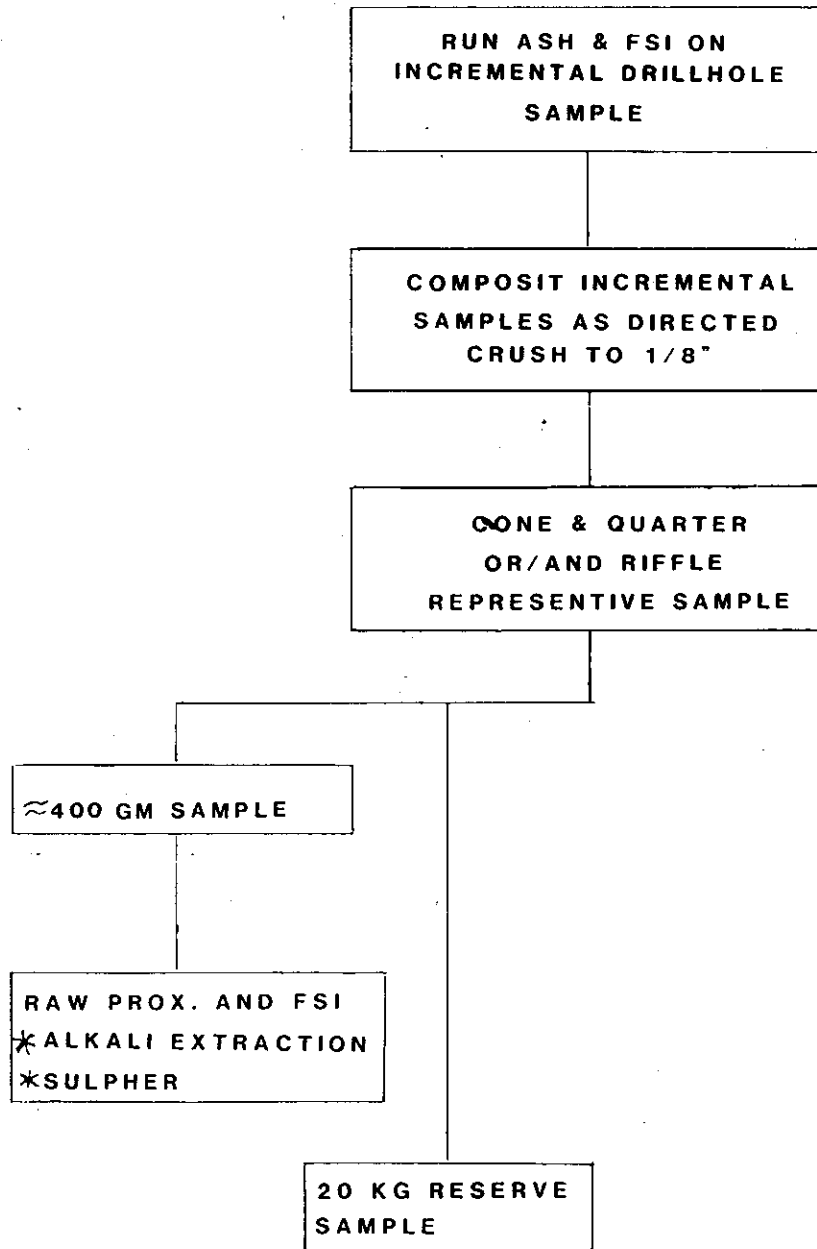 RUN ASH & FSI ON
INCREMENTAL DRILLHOLE
SAMPLE
COMPOSIT INCREMENTAL
SAMPLES AS DIRECTED
CRUSH TO 1/8"
CONE & QUARTER
OR/AND RIFFLE
REPRESENTIVE SAMPLE
≈400 GM SAMPLE
RAW PROX. AND FSI
*ALKALI EXTRACTION
*SULPHER
20 KG RESERVE
SAMPLE